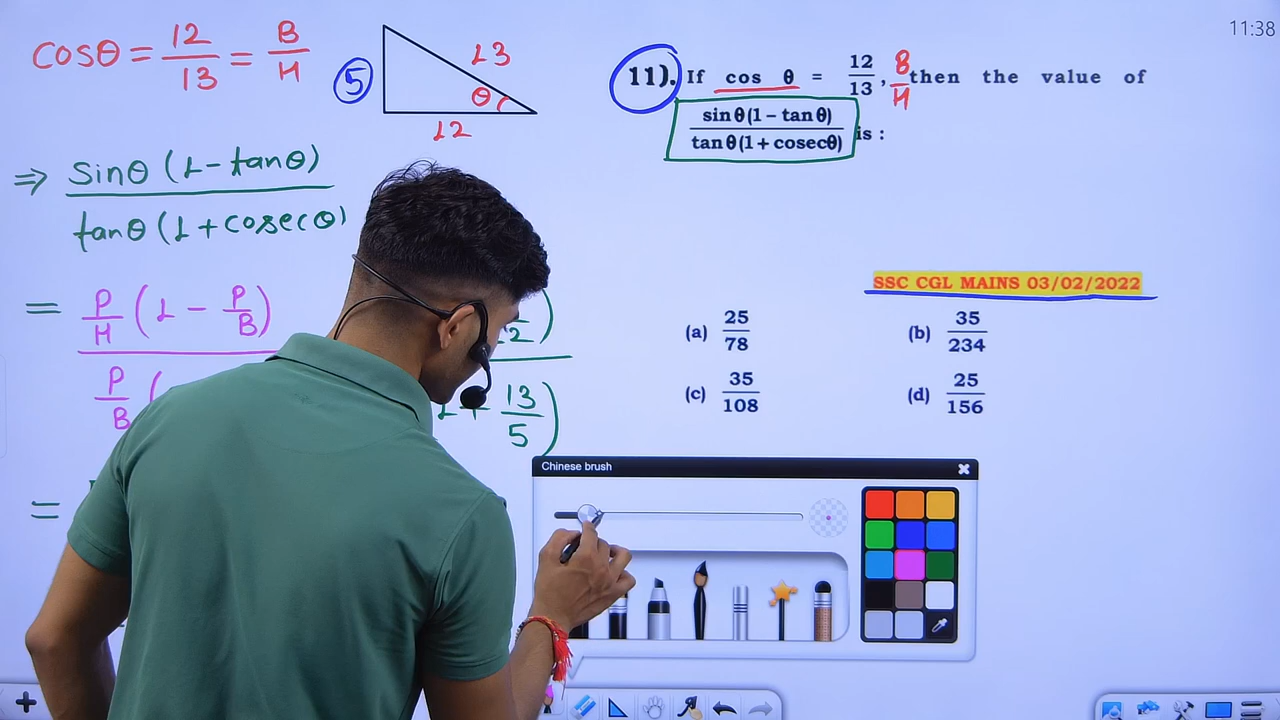 11:38
cosθ = 12/13 = B/H
5
13
θ
12
11). If cos θ = 12/13, B/H then the value of
sinθ(1 − tanθ)
tanθ(1 + cosecθ)
is :
⇒ sinθ (1 - tanθ)
tanθ (1 + cosecθ)
= P/H (1 - P/B)
P/B (
2)
1 + 13/5)
=
SSC CGL MAINS 03/02/2022
(a) 25/78
(b) 35/234
(c) 35/108
(d) 25/156
Chinese brush